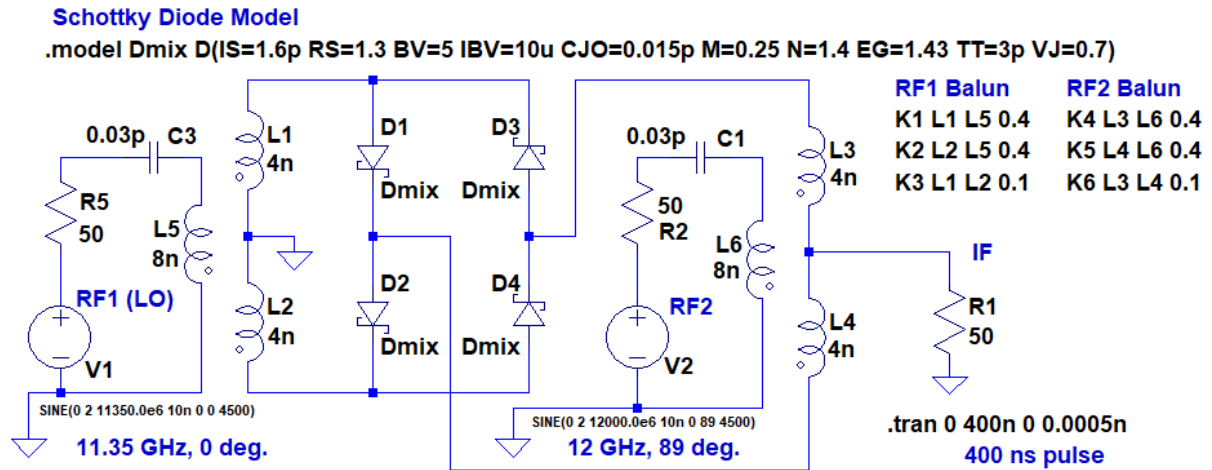 Schottky Diode Model
.model Dmix D(IS=1.6p RS=1.3 BV=5 IBV=10u CJO=0.015p M=0.25 N=1.4 EG=1.43 TT=3p VJ=0.7)
RF1 Balun
K1 L1 L5 0.4
K2 L2 L5 0.4
K3 L1 L2 0.1
RF2 Balun
K4 L3 L6 0.4
K5 L4 L6 0.4
K6 L3 L4 0.1
0.03p C3
R5
50
L5
8n
RF1 (LO)
V1
SINE(0 2 11350.0e6 10n 0 0 4500)
11.35 GHz, 0 deg.
L1
4n
L2
4n
D1
Dmix
D3
Dmix
D2
Dmix
D4
Dmix
0.03p C1
50
R2
L6
8n
RF2
V2
SINE(0 2 12000.0e6 10n 0 89 4500)
12 GHz, 89 deg.
L3
4n
L4
4n
IF
R1
50
.tran 0 400n 0 0.0005n
400 ns pulse